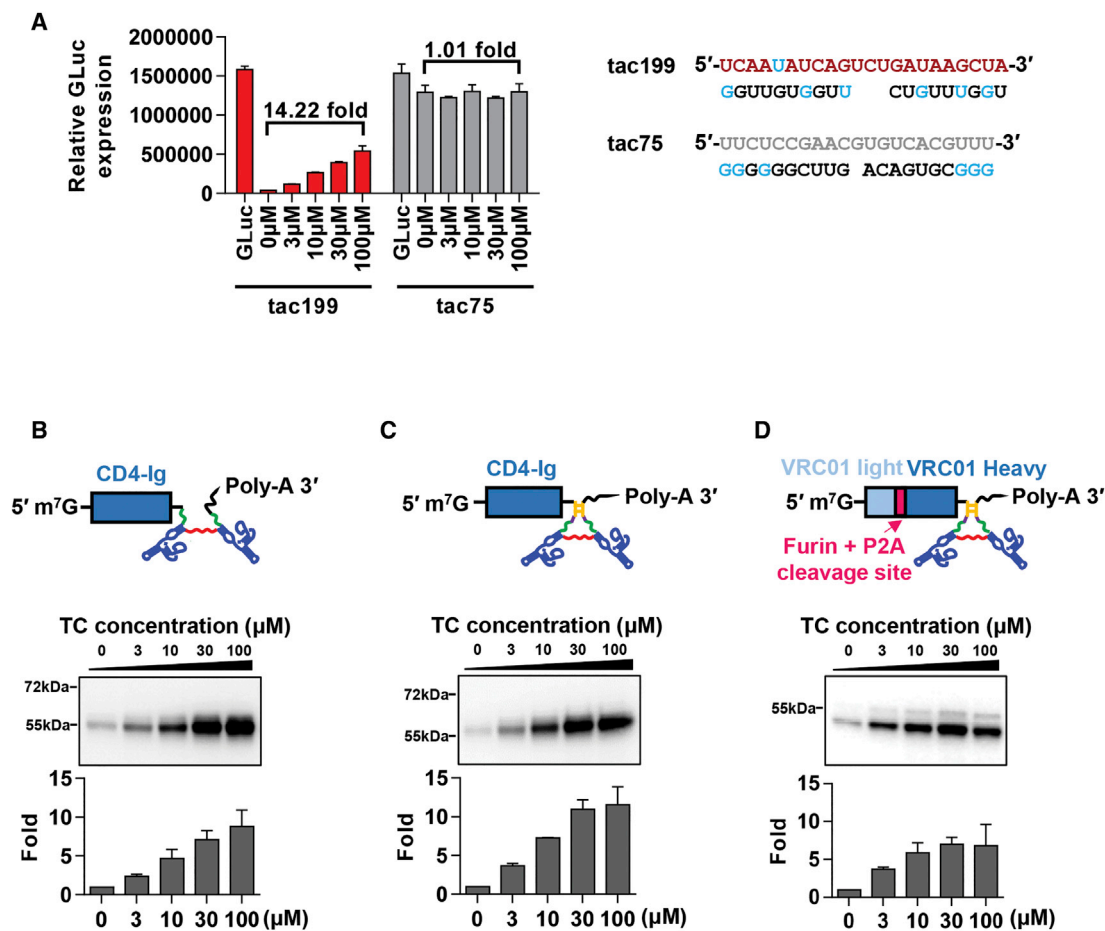 A
Relative GLuc expression
2000000
1500000
1000000
500000
0
14.22 fold
1.01 fold
GLuc
0µM
3µM
10µM
30µM
100µM
GLuc
0µM
3µM
10µM
30µM
100µM
tac199
tac75
tac199 5′-UCAAUAUCAGUCUGAUAAGCUA-3′
GGUUGUGGUU CUGUUUGGU
tac75 5′-UUCUCCGAACGUGUCACGUUU-3′
GGGGGGCUUG ACAGUGCGGG
B
CD4-Ig
5′ m⁷G
Poly-A 3′
TC concentration (µM)
0 3 10 30 100
72kDa
55kDa
Fold
15
10
5
0
0 3 10 30 100 (µM)
C
CD4-Ig
5′ m⁷G
Poly-A 3′
TC concentration (µM)
0 3 10 30 100
72kDa
55kDa
Fold
15
10
5
0
0 3 10 30 100 (µM)
D
VRC01 light VRC01 Heavy
5′ m⁷G
Poly-A 3′
Furin + P2A
cleavage site
TC concentration (µM)
0 3 10 30 100
55kDa
Fold
15
10
5
0
0 3 10 30 100 (µM)